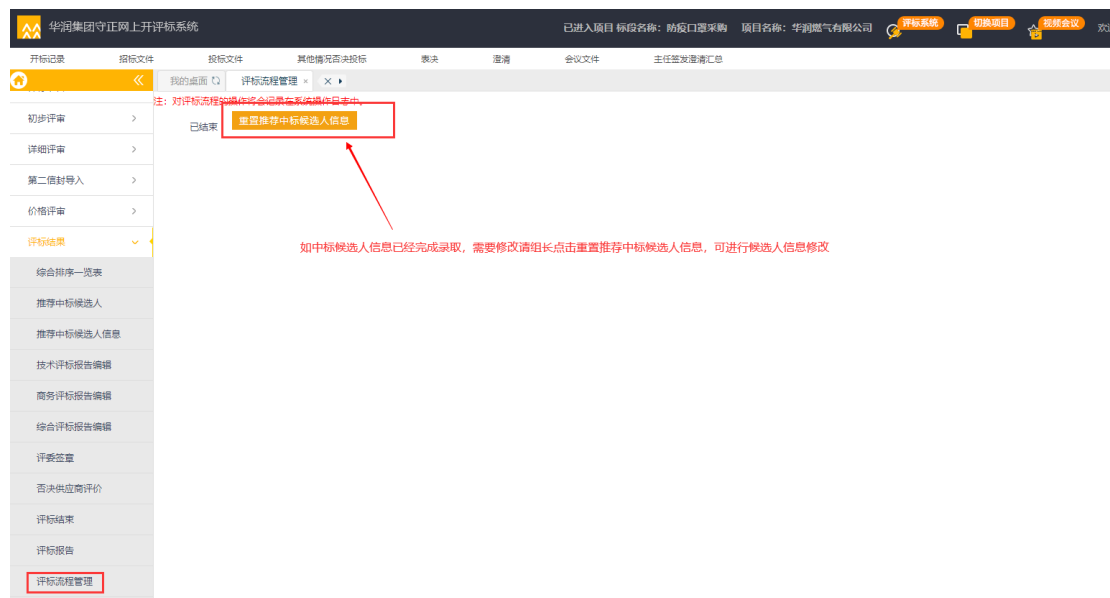 华润集团守正网上开评标系统
已进入项目 标段名称：防疫口罩采购 项目名称：华润燃气有限公司
评标系统
切换项目
视频会议
开标记录 招标文件 投标文件 其他情况否决投标 表决 澄清 会议文件 主任签发澄清汇总
我的桌面 评标流程管理
注：对评标流程的操作将会记录在系统操作日志中。
已结束 重置推荐中标候选人信息
初步评审
详细评审
第二信封导入
价格评审
评标结果
如中标候选人信息已经完成录取，需要修改请组长点击重置推荐中标候选人信息，可进行候选人信息修改
综合排序一览表
推荐中标候选人
推荐中标候选人信息
技术评标报告编辑
商务评标报告编辑
综合评标报告编辑
评委签章
否决供应商评价
评标结束
评标报告
评标流程管理